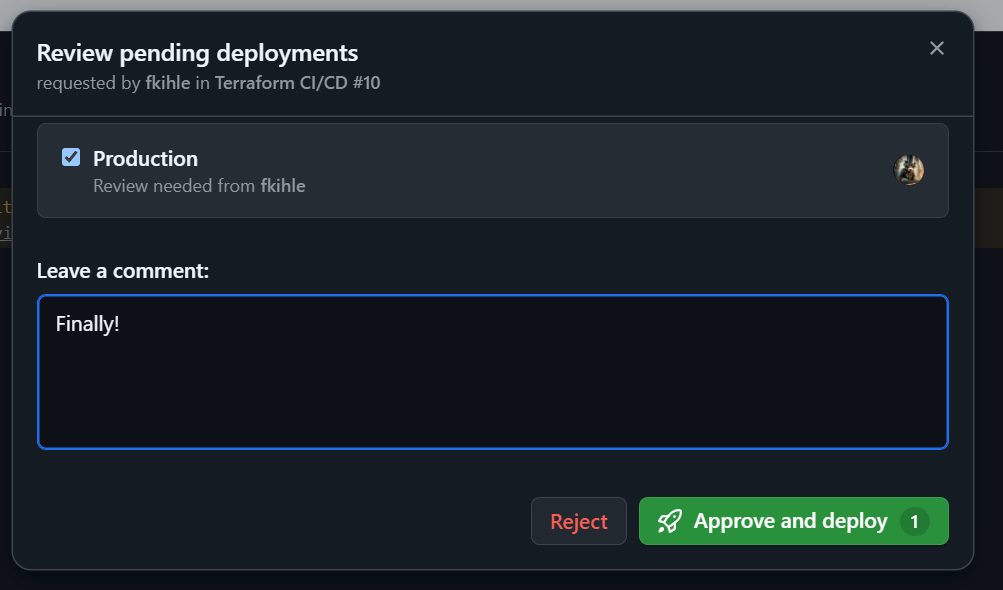 Review pending deployments
requested by fkihle in Terraform CI/CD #10
Production
Review needed from fkihle
Leave a comment:
Finally!
Reject
Approve and deploy 1